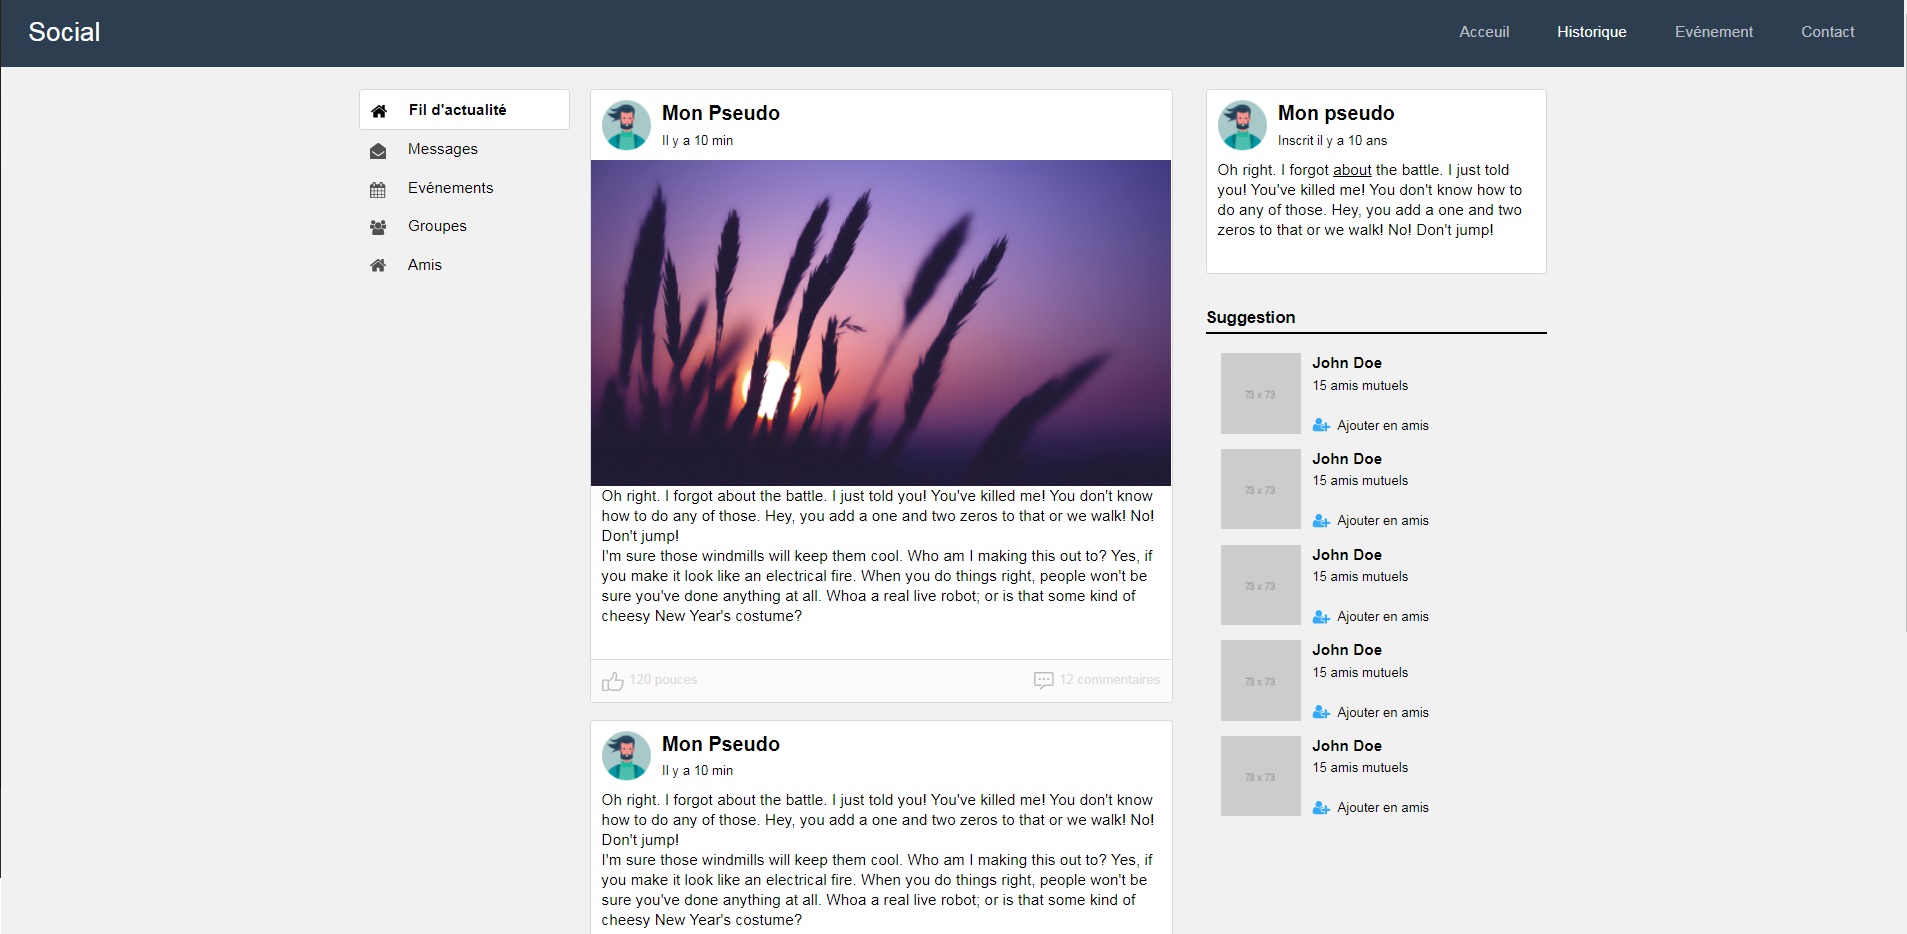 Social
Acceuil
Historique
Evénement
Contact
Fil d'actualité
Messages
Evénements
Groupes
Amis
Mon Pseudo
Il y a 10 min
Oh right. I forgot about the battle. I just told you! You've killed me! You don't know
how to do any of those. Hey, you add a one and two zeros to that or we walk! No!
Don't jump!
I'm sure those windmills will keep them cool. Who am I making this out to? Yes, if
you make it look like an electrical fire. When you do things right, people won't be
sure you've done anything at all. Whoa a real live robot; or is that some kind of
cheesy New Year's costume?
120 pouces
12 commentaires
Mon Pseudo
Il y a 10 min
Oh right. I forgot about the battle. I just told you! You've killed me! You don't know
how to do any of those. Hey, you add a one and two zeros to that or we walk! No!
Don't jump!
I'm sure those windmills will keep them cool. Who am I making this out to? Yes, if
you make it look like an electrical fire. When you do things right, people won't be
sure you've done anything at all. Whoa a real live robot; or is that some kind of
cheesy New Year's costume?
Mon pseudo
Inscrit il y a 10 ans
Oh right. I forgot about the battle. I just told
you! You've killed me! You don't know how to
do any of those. Hey, you add a one and two
zeros to that or we walk! No! Don't jump!
Suggestion
73 x 73
John Doe
15 amis mutuels
Ajouter en amis
73 x 73
John Doe
15 amis mutuels
Ajouter en amis
73 x 73
John Doe
15 amis mutuels
Ajouter en amis
73 x 73
John Doe
15 amis mutuels
Ajouter en amis
73 x 73
John Doe
15 amis mutuels
Ajouter en amis